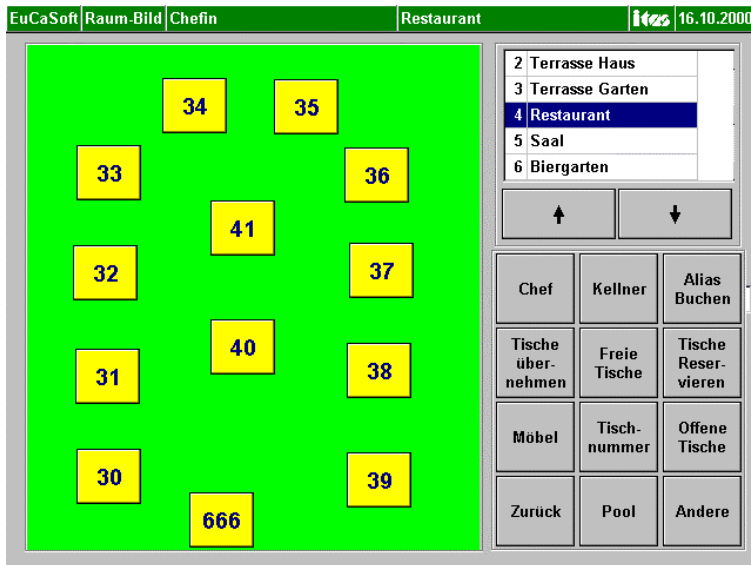 EuCaSoft Raum-Bild Chefin Restaurant itas 16.10.2000
34
35
33
36
41
32
37
40
31
38
30
39
666
2 Terrasse Haus
3 Terrasse Garten
4 Restaurant
5 Saal
6 Biergarten
Chef
Kellner
Alias
Buchen
Tische
über-
nehmen
Freie
Tische
Tische
Reser-
vieren
Möbel
Tisch-
nummer
Offene
Tische
Zurück
Pool
Andere